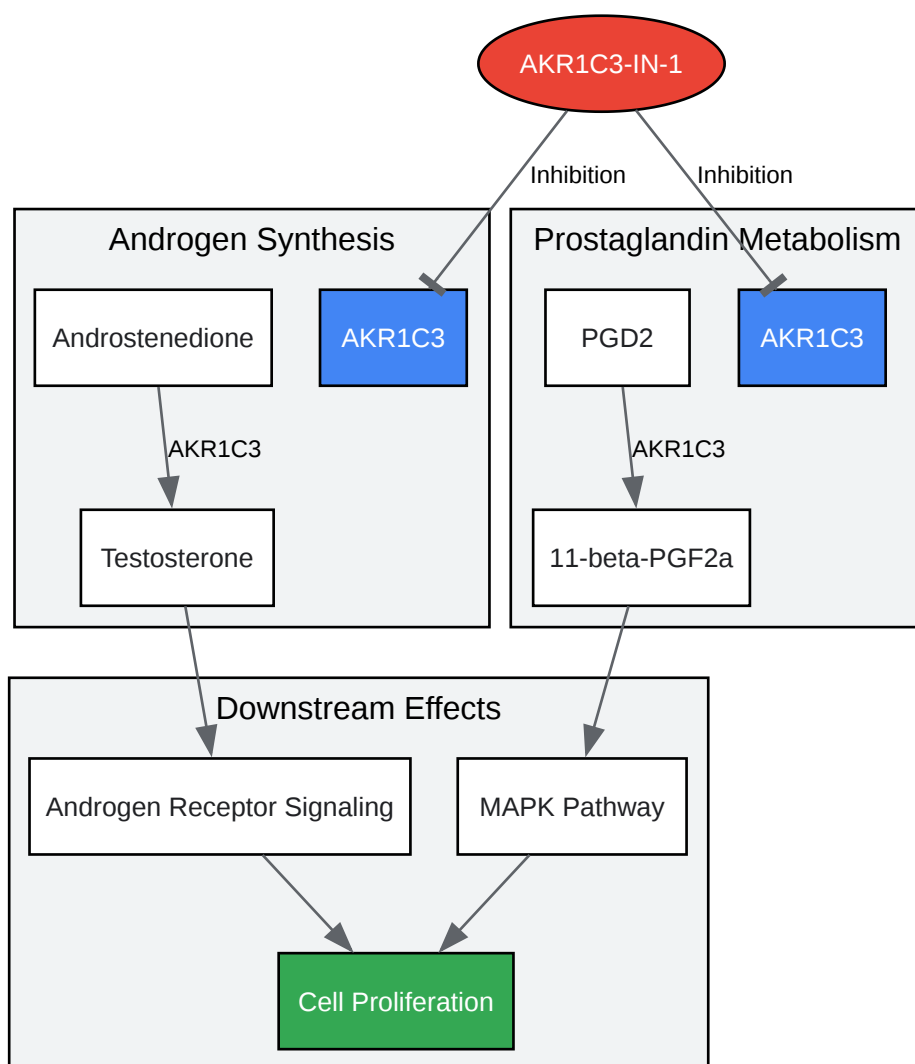 AKR1C3-IN-1
Inhibition
Inhibition
Androgen Synthesis
Prostaglandin Metabolism
Androstenedione
AKR1C3
PGD2
AKR1C3
AKR1C3
AKR1C3
Testosterone
11-beta-PGF2a
Downstream Effects
Androgen Receptor Signaling
MAPK Pathway
Cell Proliferation